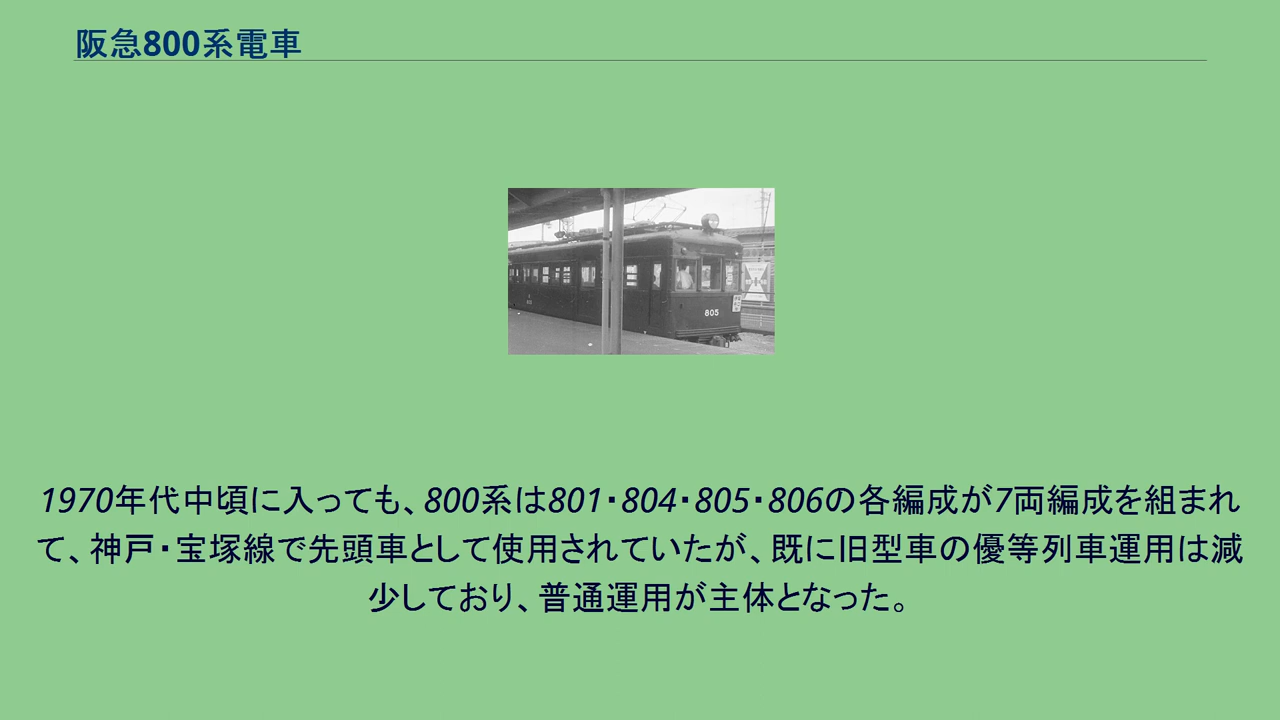 阪急800系電車
805
1970年代中頃に入っても、800系は801・804・805・806の各編成が7両編成を組まれ
て、神戸・宝塚線で先頭車として使用されていたが、既に旧型車の優等列車運用は減
少しており、普通運用が主体となった。